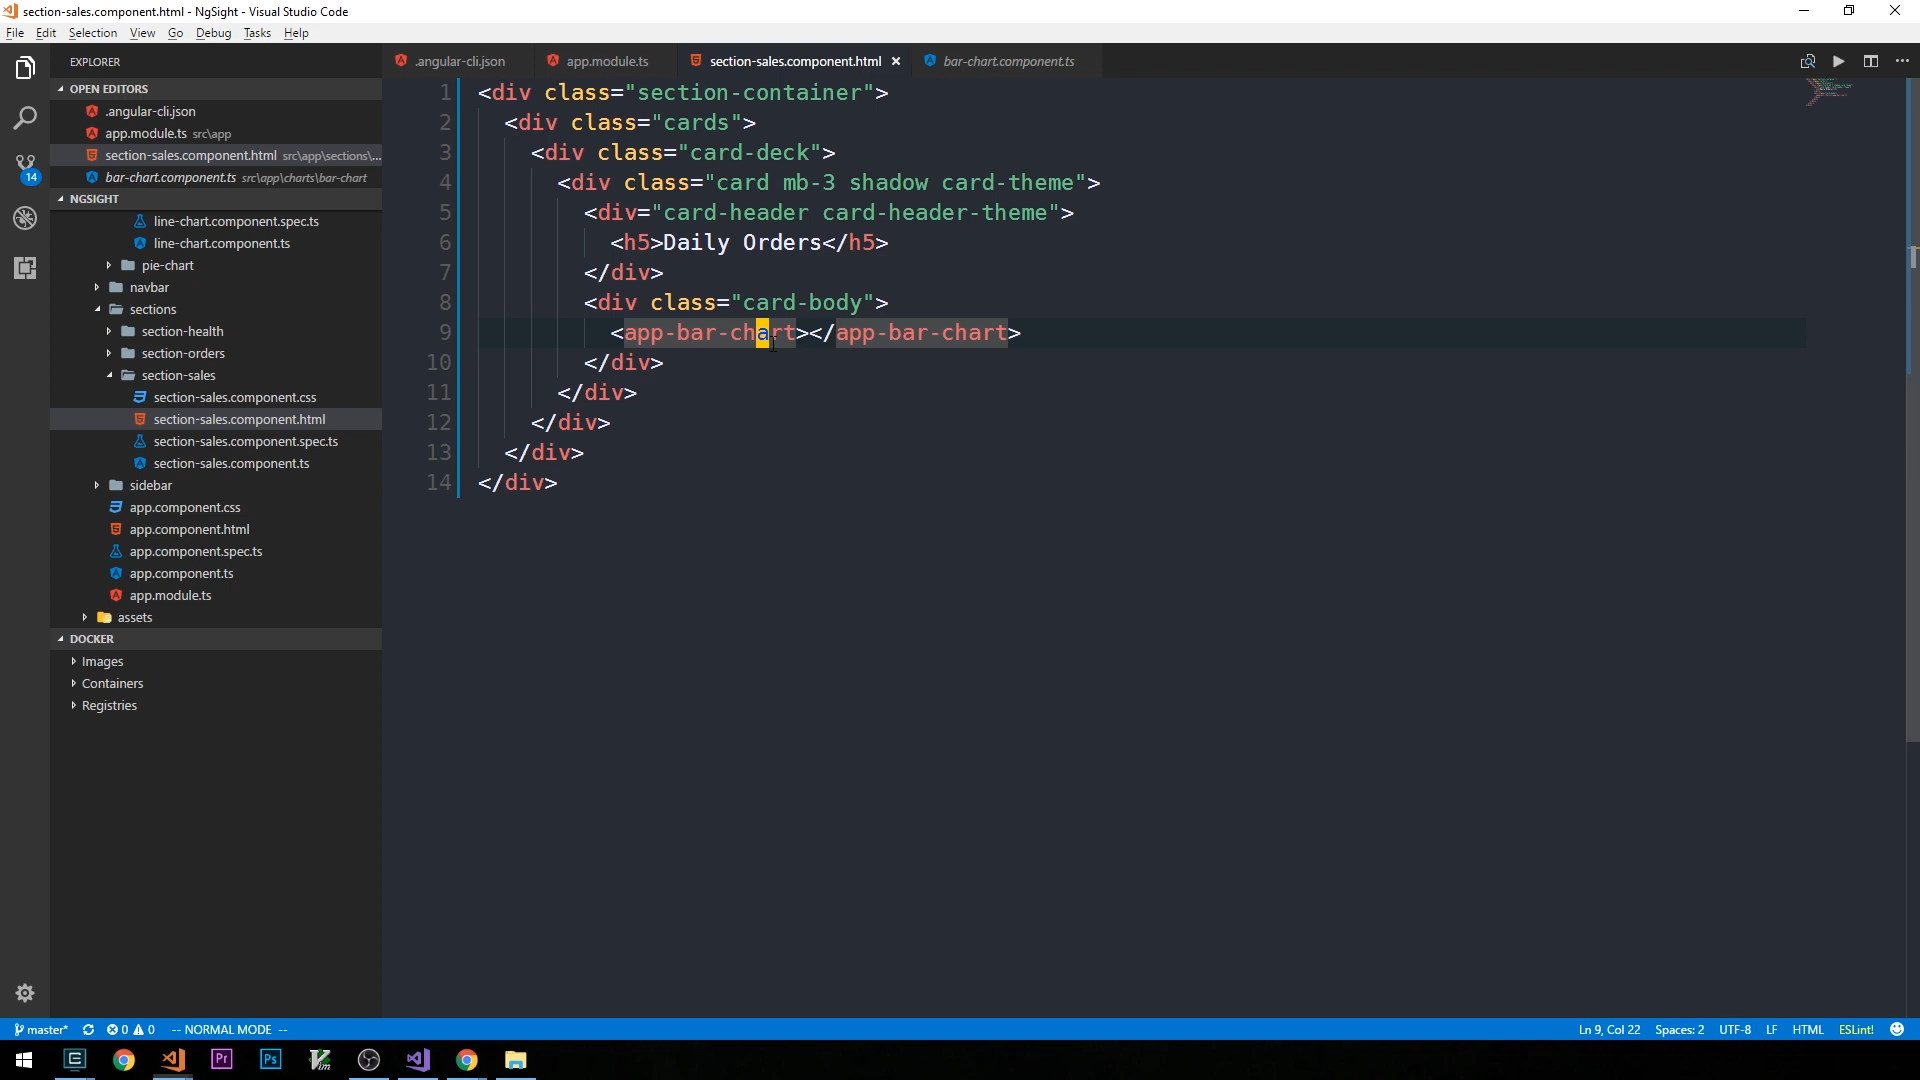 section-sales.component.html - NgSight - Visual Studio Code
File Edit Selection View Go Debug Tasks Help
EXPLORER
OPEN EDITORS
.angular-cli.json
app.module.ts src\app
section-sales.component.html src\app\sections\...
bar-chart.component.ts src\app\charts\bar-chart
14
NGSIGHT
line-chart.component.spec.ts
line-chart.component.ts
pie-chart
navbar
sections
section-health
section-orders
section-sales
section-sales.component.css
section-sales.component.html
section-sales.component.spec.ts
section-sales.component.ts
sidebar
app.component.css
app.component.html
app.component.spec.ts
app.component.ts
app.module.ts
assets
DOCKER
Images
Containers
Registries
.angular-cli.json app.module.ts section-sales.component.html bar-chart.component.ts
1 <div class="section-container">
2 <div class="cards">
3 <div class="card-deck">
4 <div class="card mb-3 shadow card-theme">
5 <div="card-header card-header-theme">
6 <h5>Daily Orders</h5>
7 </div>
8 <div class="card-body">
9 <app-bar-chart></app-bar-chart>
10 </div>
11 </div>
12 </div>
13 </div>
14 </div>
master* 0 0 -- NORMAL MODE -- Ln 9, Col 22 Spaces: 2 UTF-8 LF HTML ESLint!
Pr Ps Vim